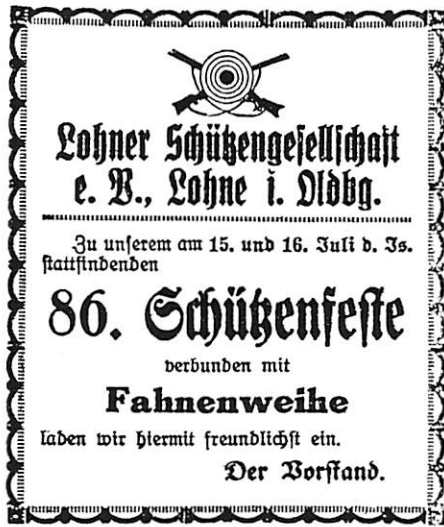 Lohner Schützengesellschaft
e. V., Lohne i. Oldbg.
Zu unserem am 15. und 16. Juli d. Js.
stattfindenden
86. Schützenfeste
verbunden mit
Fahnenweihe
laden wir hiermit freundlichst ein.
Der Vorstand.